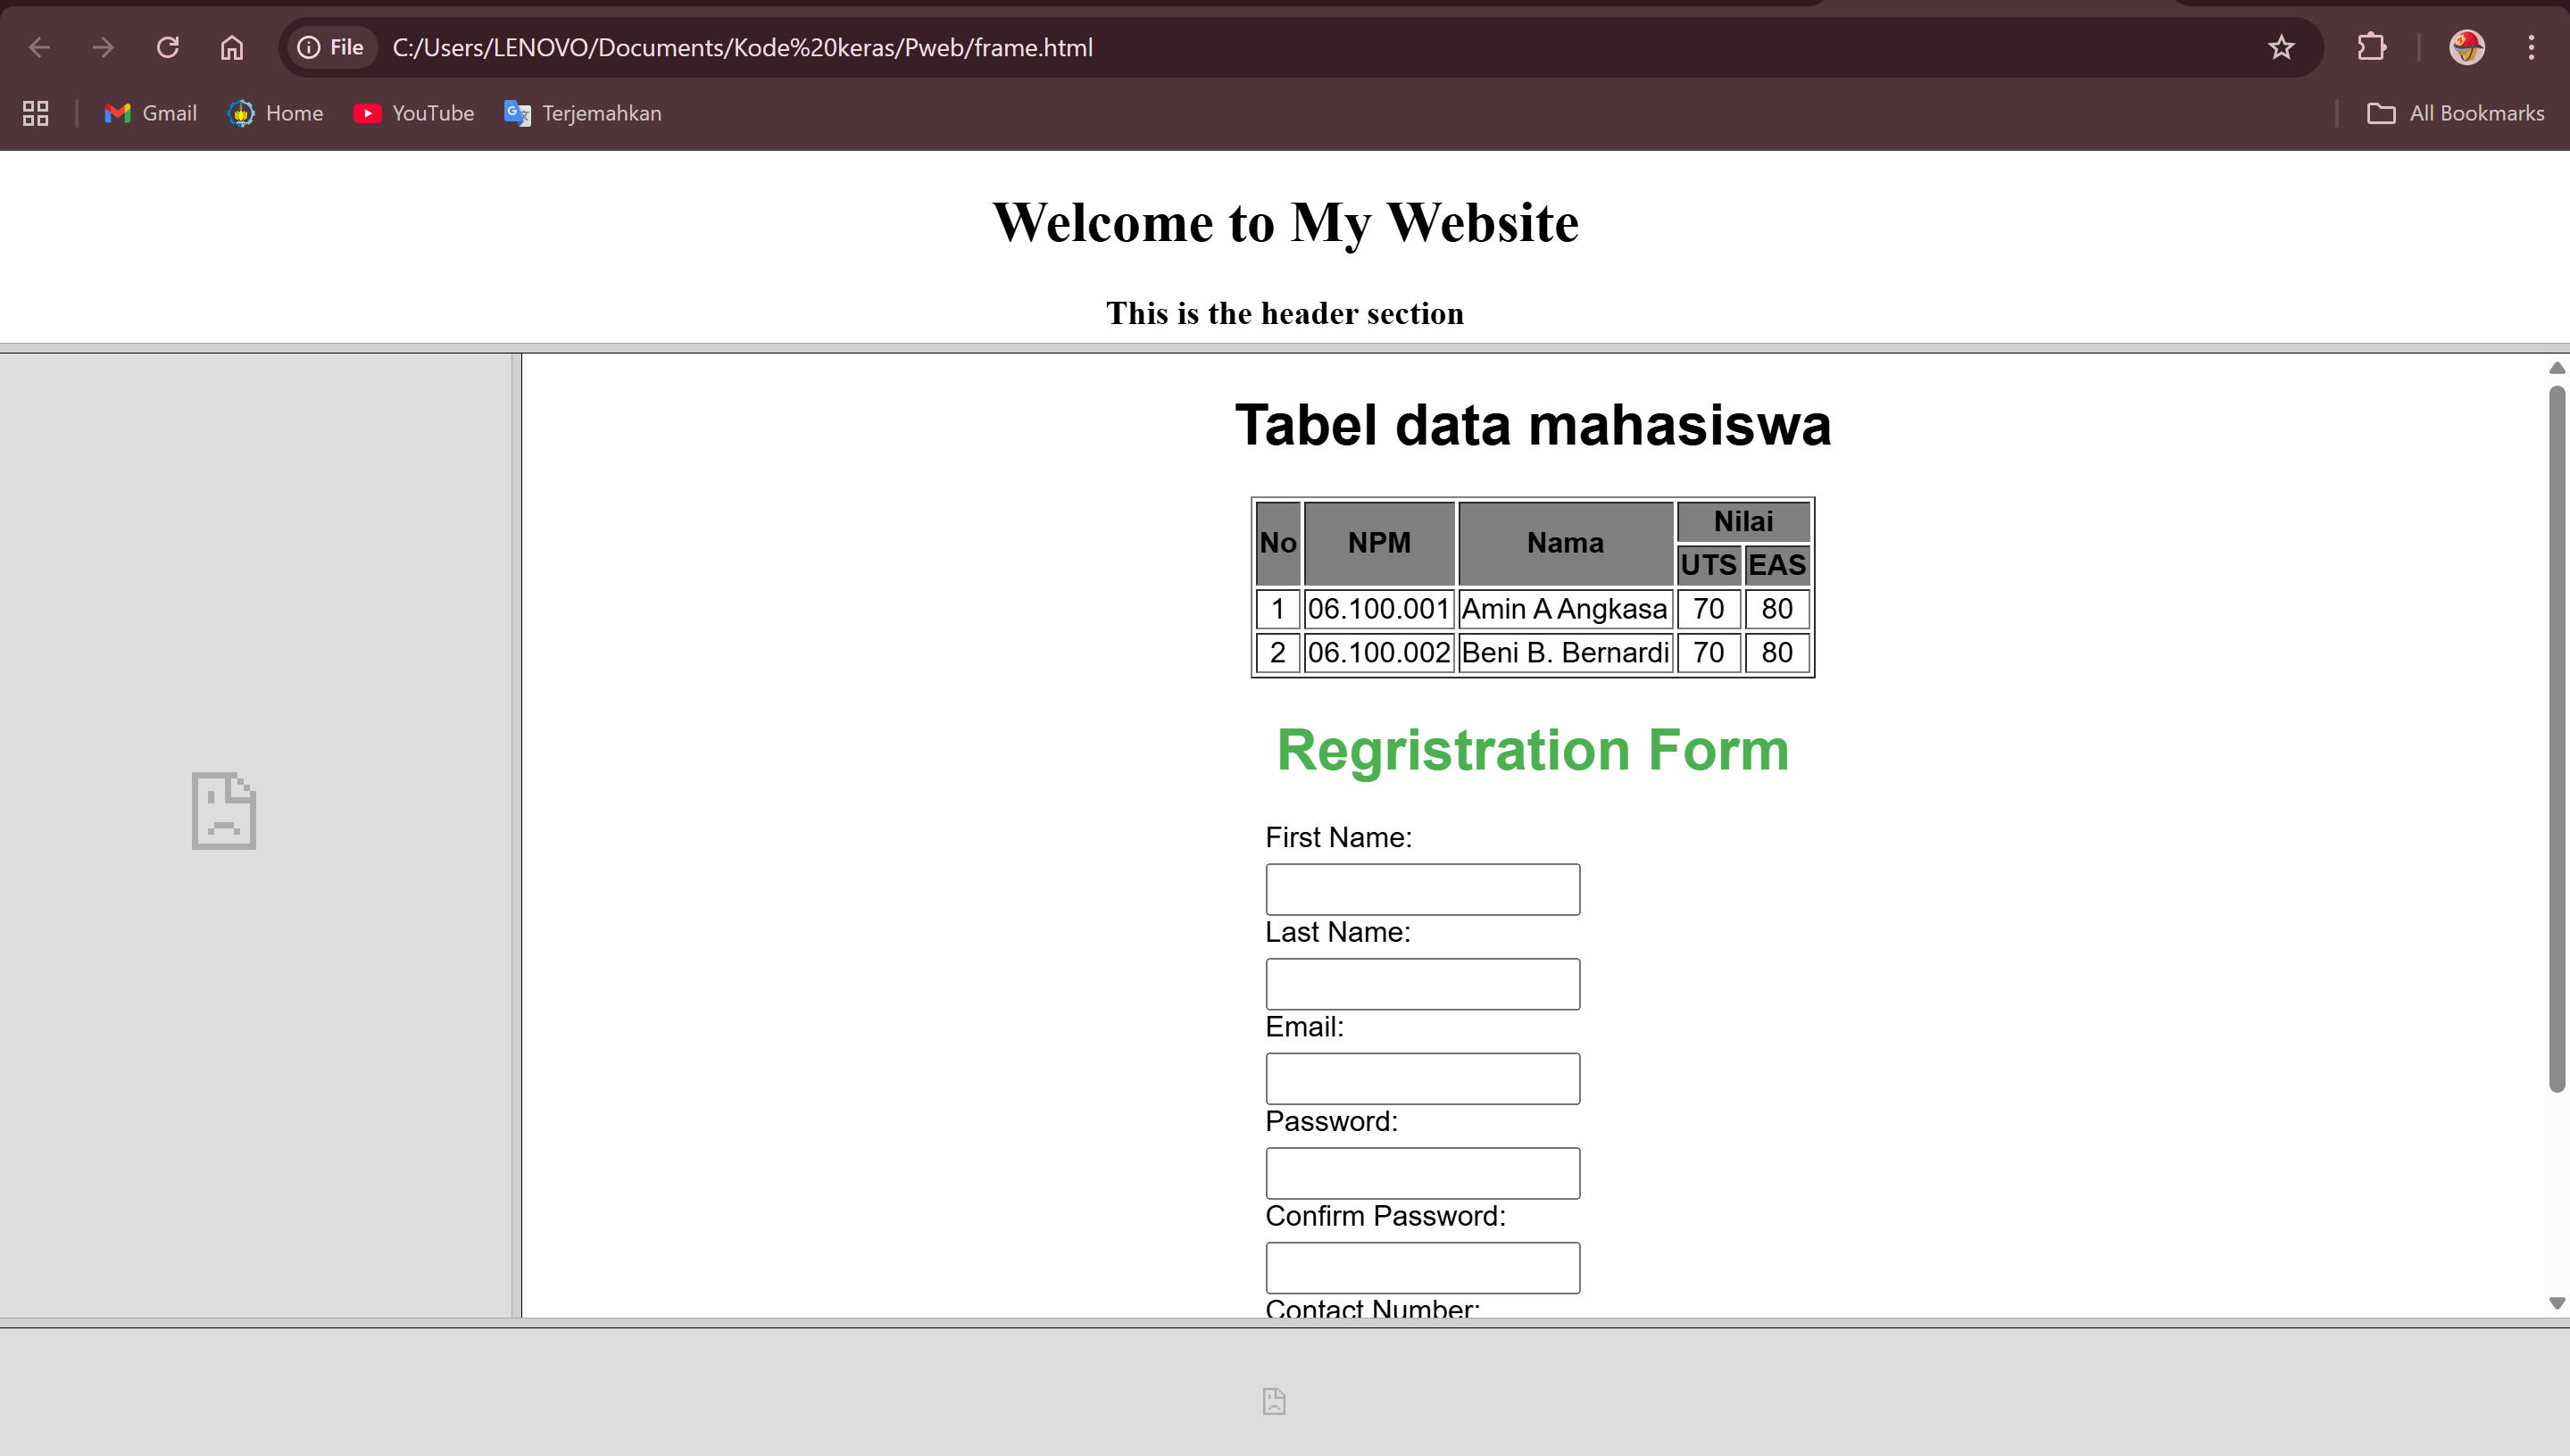 File C:/Users/LENOVO/Documents/Kode%20keras/Pweb/frame.html
Gmail Home YouTube Terjemahkan All Bookmarks
Welcome to My Website
This is the header section
Tabel data mahasiswa
No NPM Nama Nilai
UTS EAS
1 06.100.001 Amin A Angkasa 70 80
2 06.100.002 Beni B. Bernardi 70 80
Regristration Form
First Name:
Last Name:
Email:
Password:
Confirm Password:
Contact Number: